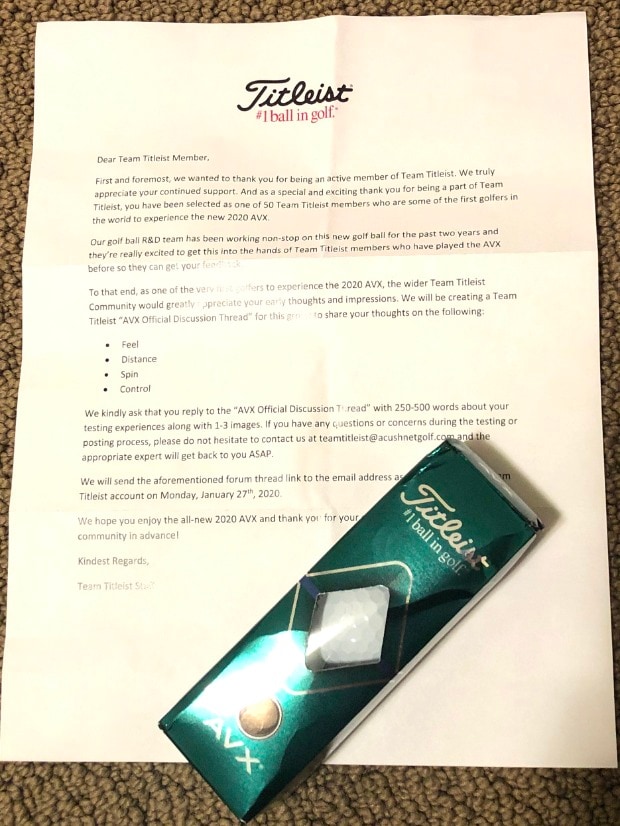 Titleist
#1 ball in golf.®
Dear Team Titleist Member,
First and foremost, we wanted to thank you for being an active member of Team Titleist. We truly
appreciate your continued support. And as a special and exciting thank you for being a part of Team
Titleist, you have been selected as one of 50 Team Titleist members who are some of the first golfers in
the world to experience the new 2020 AVX.
Our golf ball R&D team has been working non-stop on this new golf ball for the past two years and
they're really excited to get this into the hands of Team Titleist members who have played the AVX
before so they can get your feedback.
To that end, as one of the very first golfers to experience the 2020 AVX, the wider Team Titleist
Community would greatly appreciate your early thoughts and impressions. We will be creating a Team
Titleist "AVX Official Discussion Thread" for this to share your thoughts on the following:
• Feel
• Distance
• Spin
• Control
We kindly ask that you reply to the "AVX Official Discussion Thread" with 250-500 words about your
testing experiences along with 1-3 images. If you have any questions or concerns during the testing or
posting process, please do not hesitate to contact us at teamtitleist@acushnetgolf.com and the
appropriate expert will get back to you ASAP.
We will send the aforementioned forum thread link to the email address as
Titleist account on Monday, January 27th, 2020.
We hope you enjoy the all-new 2020 AVX and thank you for your
community in advance!
Kindest Regards,
Team Titleist Staff
Titleist
#1 ball in golf.
AVX